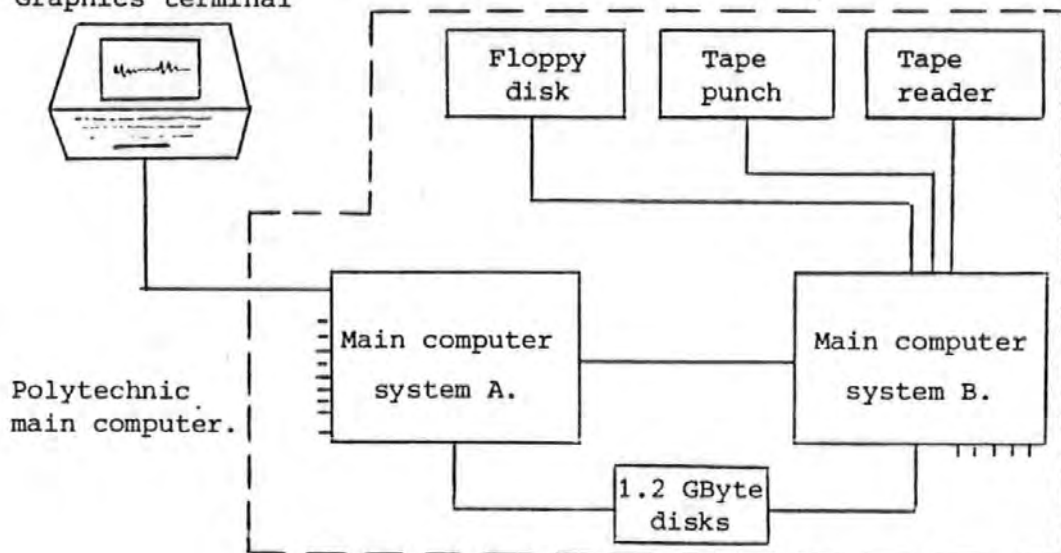 Graphics terminal
Floppy
disk
Tape
punch
Tape
reader
Main computer
system A.
Main computer
system B.
Polytechnic
main computer.
1.2 GByte
disks